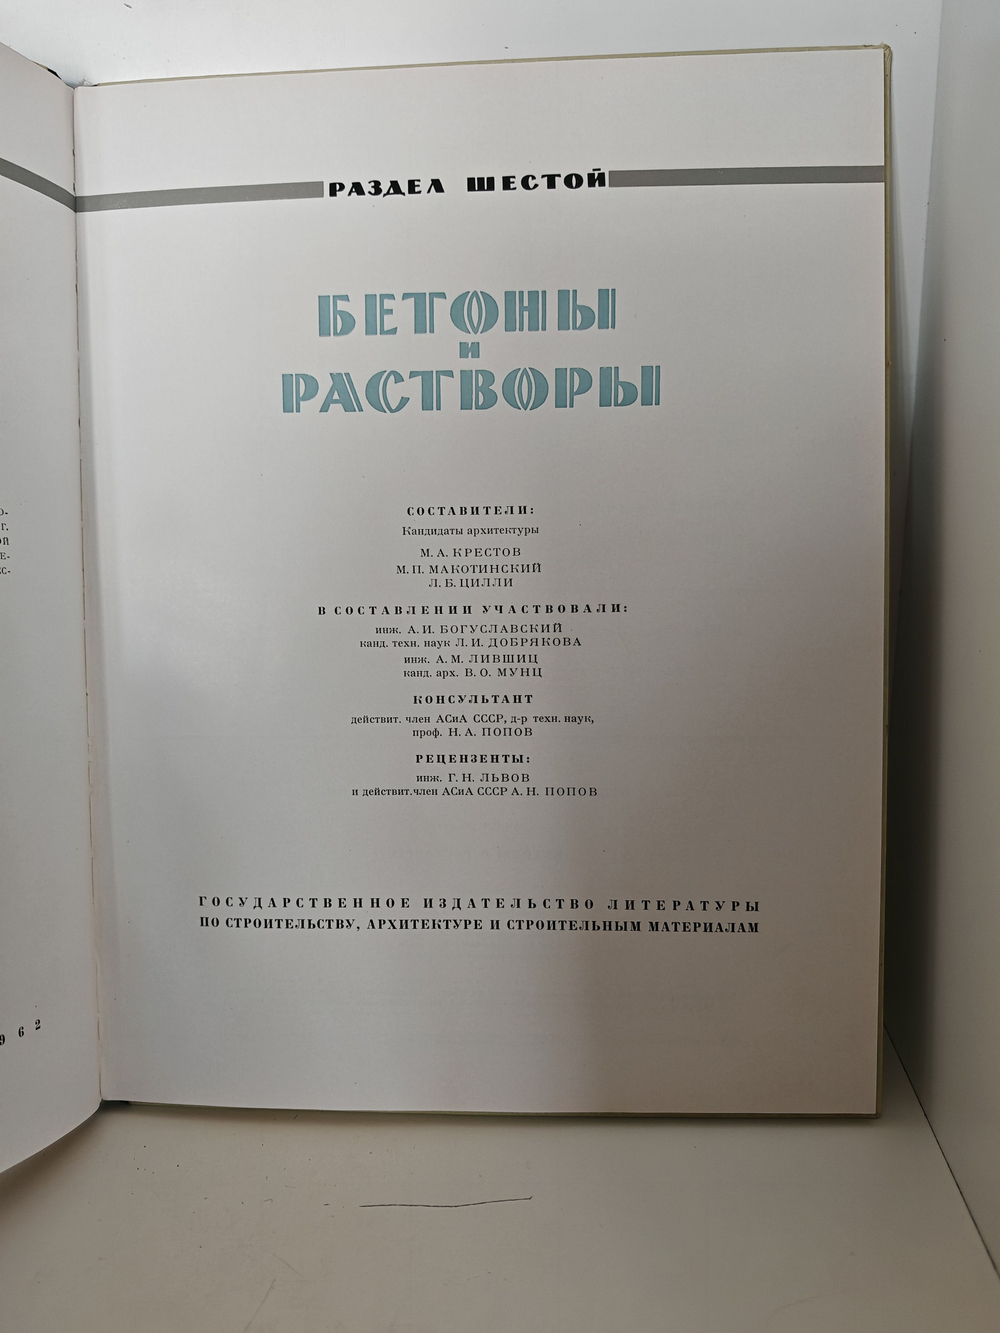 РАЗДЕЛ ШЕСТОЙ
БЕТОНЫ
И
РАСТВОРЫ
СОСТАВИТЕЛИ:
Кандидаты архитектуры
М. А. КРЕСТОВ
М. П. МАКОТИНСКИЙ
Л. Б. ЦИЛЛИ
В СОСТАВЛЕНИИ УЧАСТВОВАЛИ:
инж. А. И. БОГУСЛАВСКИЙ
канд. техн. наук Л. И. ДОБРЯКОВА
инж. А. М. ЛИВШИЦ
канд. арх. В. О. МУНЦ
КОНСУЛЬТАНТ
действит. член АСиА СССР, д-р техн. наук,
проф. Н. А. ПОПОВ
РЕЦЕНЗЕНТЫ:
инж. Г. Н. ЛЬВОВ
и действит. член АСиА СССР А. Н. ПОПОВ
ГОСУДАРСТВЕННОЕ ИЗДАТЕЛЬСТВО ЛИТЕРАТУРЫ
ПО СТРОИТЕЛЬСТВУ, АРХИТЕКТУРЕ И СТРОИТЕЛЬНЫМ МАТЕРИАЛАМ
962